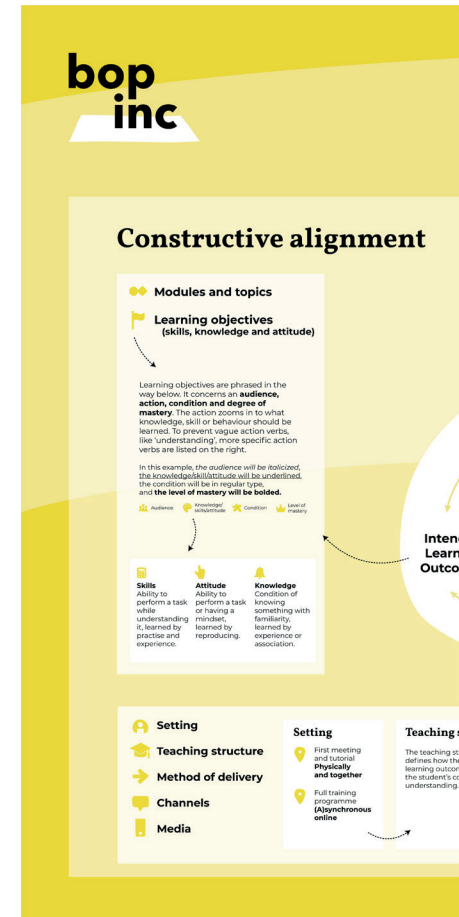 bop
inc
Constructive alignment
Modules and topics
Learning objectives
(skills, knowledge and attitude)
Learning objectives are phrased in the
way below. It concerns an audience,
action, condition and degree of
mastery. The action zooms in to what
knowledge, skill or behaviour should be
learned. To prevent vague action verbs,
like 'understanding', more specific action
verbs are listed on the right.
In this example, the audience will be italicized,
the knowledge/skill/attitude will be underlined,
the condition will be in regular type,
and the level of mastery will be bolded.
Audience
Knowledge/
skills/attitude
Condition
Level of
mastery
Skills
Ability to
perform a task
while
understanding
it, learned by
practise and
experience.
Attitude
Ability to
perform a task
or having a
mindset,
learned by
reproducing.
Knowledge
Condition of
knowing
something with
familiarity,
learned by
experience or
association.
Inten
Learn
Outco
Setting
Teaching structure
Method of delivery
Channels
Media
Setting
First meeting
and tutorial
Physically
and together
Full training
programme
(A)synchronous
online
Teaching s
The teaching st
defines how the
learning outcom
the student's co
understanding.